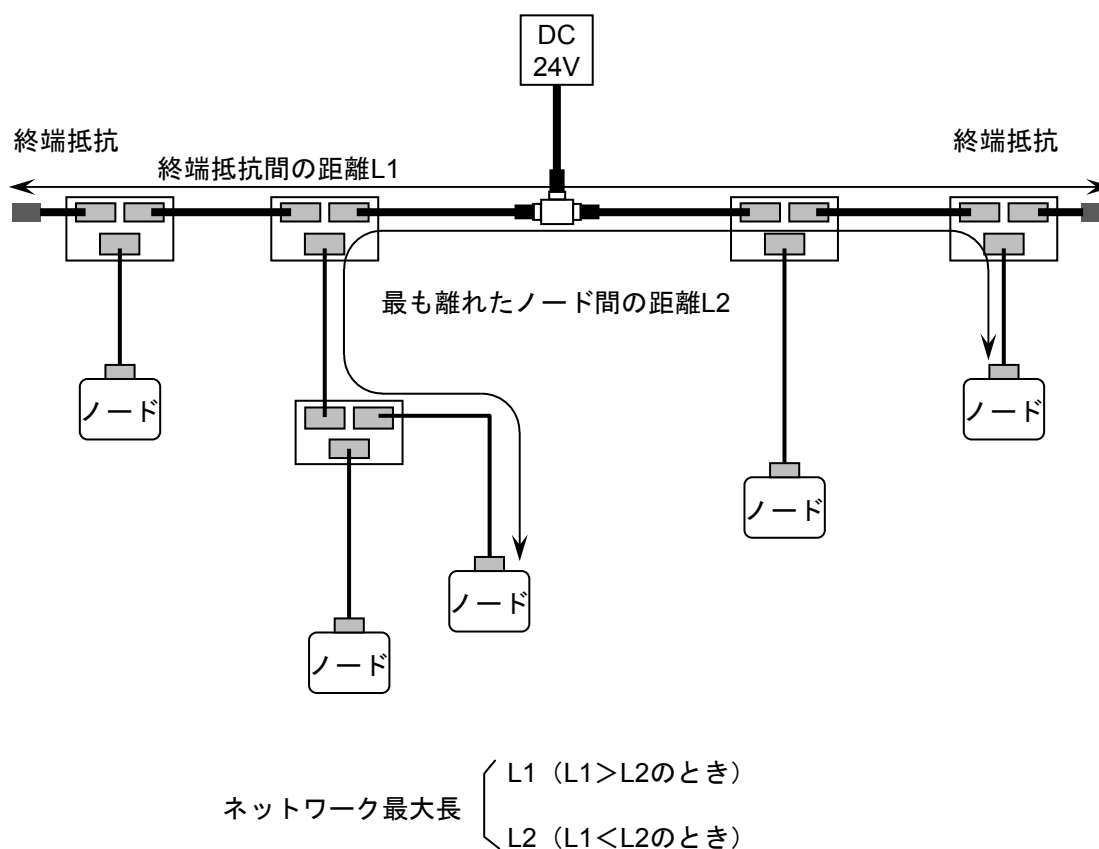 DC
24V
終端抵抗
終端抵抗
終端抵抗間の距離L1
最も離れたノード間の距離L2
ノード
ノード
ノード
ノード
ノード
L1（L1＞L2のとき）
ネットワーク最大長
L2（L1＜L2のとき）